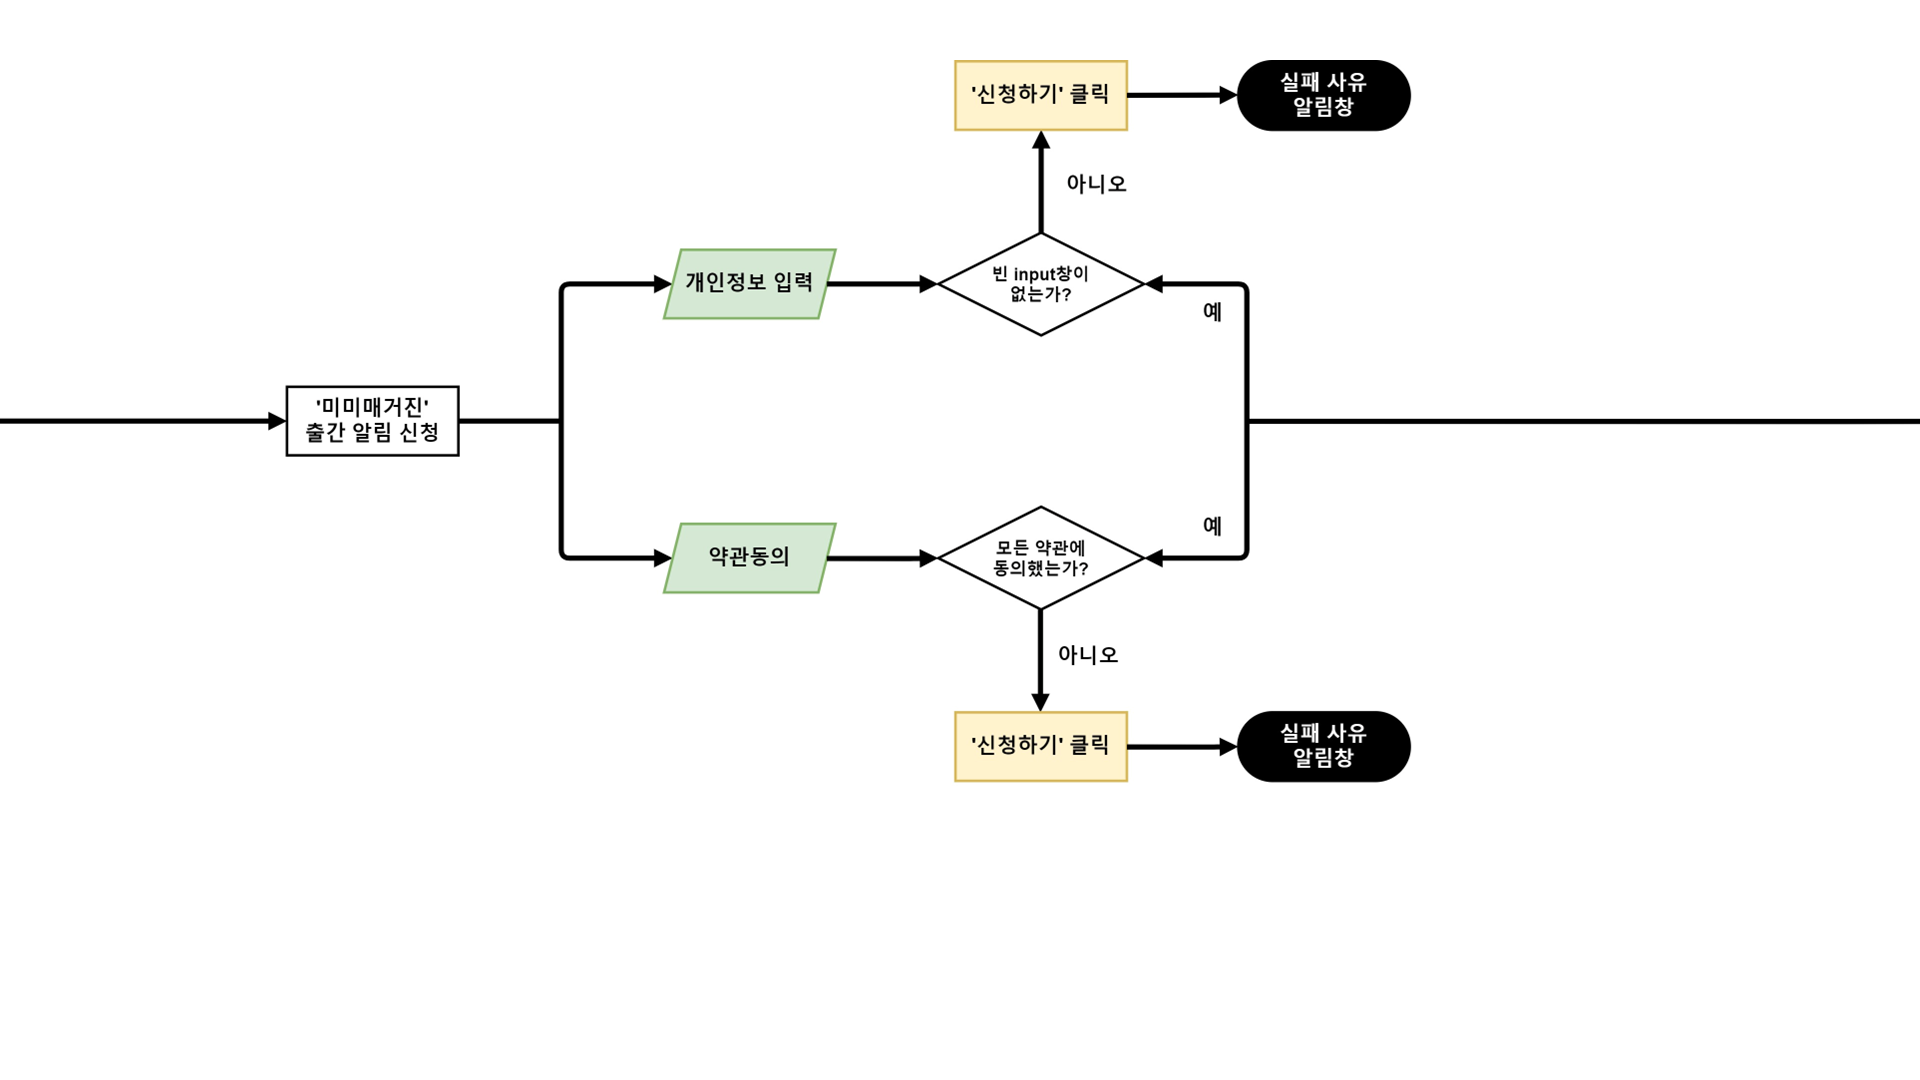 '신청하기' 클릭
실패 사유
알림창
아니오
개인정보 입력
빈 input창이
없는가?
예
'미미매거진'
출간 알림 신청
예
약관동의
모든 약관에
동의했는가?
아니오
'신청하기' 클릭
실패 사유
알림창